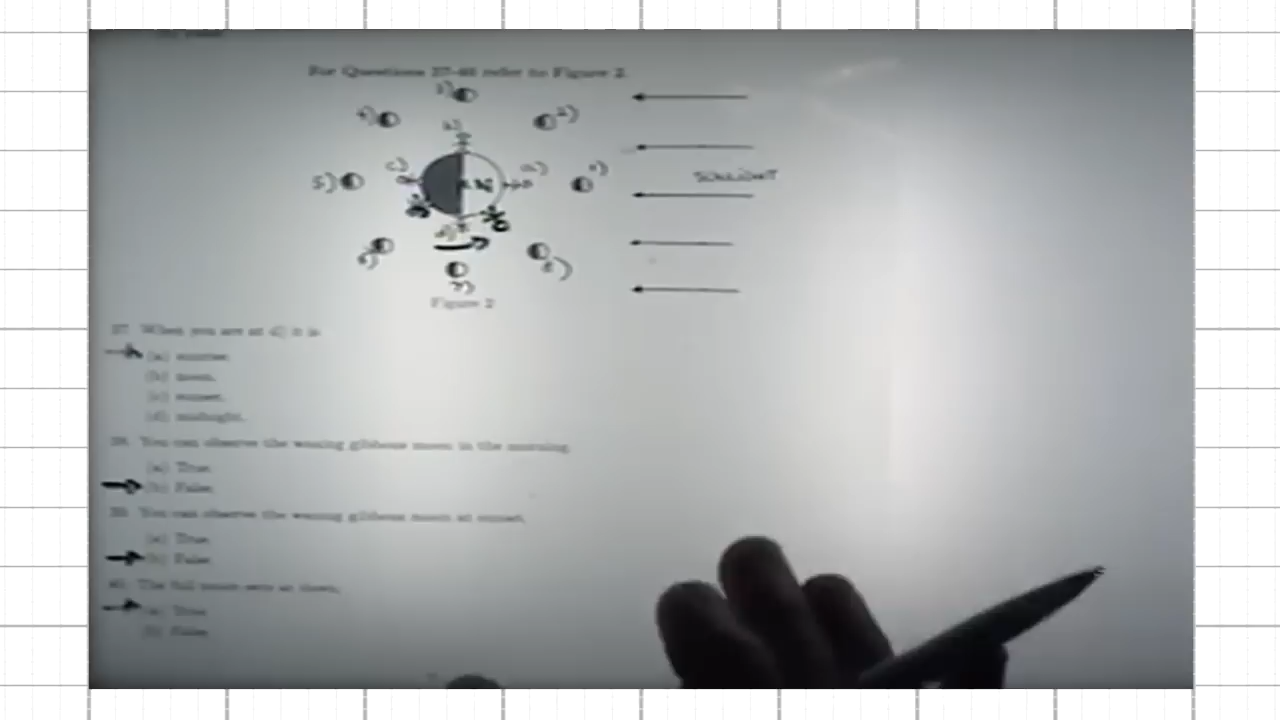 For Questions 37-40 refer to Figure 2.
3)
4)
2)
b)
5)
c)
a)
1)
SUNLIGHT
d)
6)
8)
7)
Figure 2
37. When you are at d) it is
(a) sunrise.
(b) noon.
(c) sunset.
(d) midnight.
38. You can observe the waxing gibbous moon in the morning.
(a) True
(b) False
39. You can observe the waning gibbous moon at sunset.
(a) True
(b) False
40. The full moon sets at dawn.
(a) True
(b) False